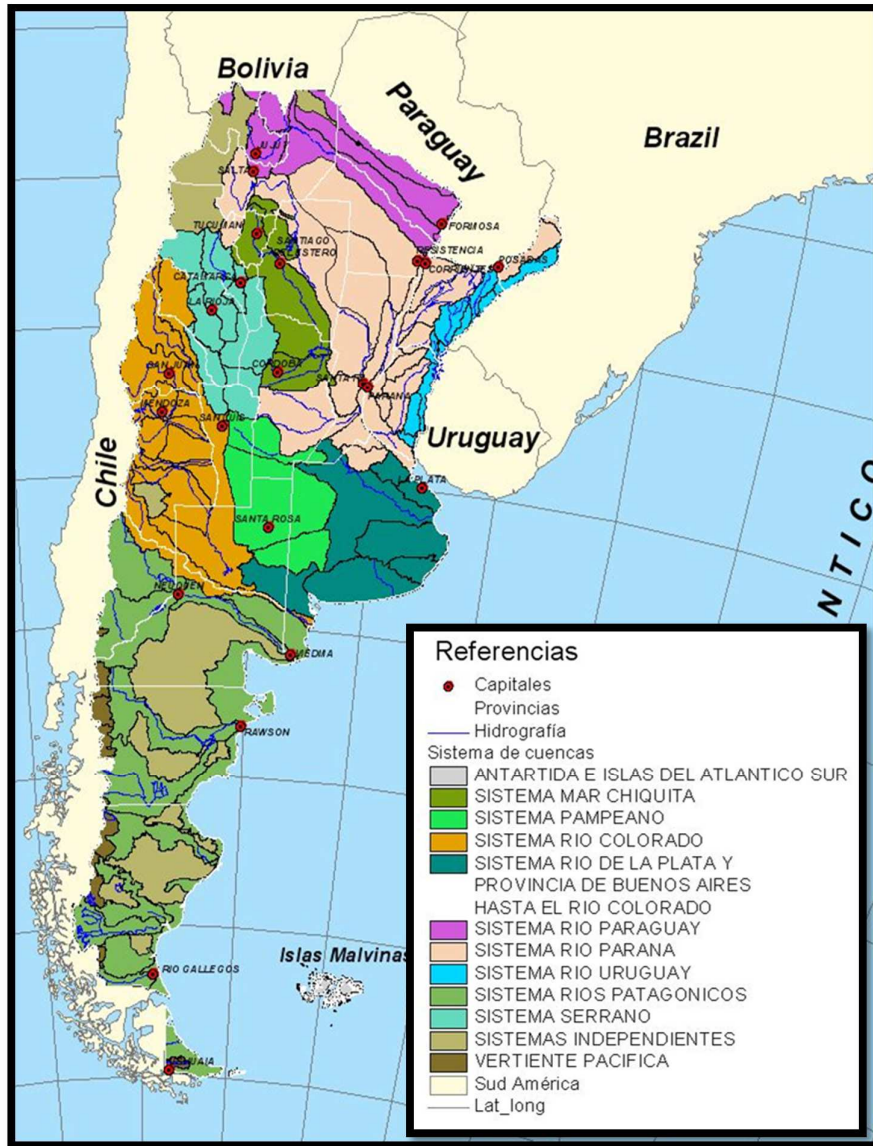 Bolivia
Paraguay
Brazil
JUJUY
SALTA
FORMOSA
TUCUMAN
SANTIAGO
RESISTENCIA
CORRIENTES
POSADAS
CATAMARCA
LA RIOJA
SAN JUAN
CORDOBA
SANTA FE
PARANA
MENDOZA
SAN LUIS
Uruguay
Chile
LA PLATA
SANTA ROSA
NEUQUEN
VIEDMA
RAWSON
NTICO
Islas Malvinas
RIO GALLEGOS
USHUAIA
Referencias
Capitales
Provincias
Hidrografía
Sistema de cuencas
ANTARTIDA E ISLAS DEL ATLANTICO SUR
SISTEMA MAR CHIQUITA
SISTEMA PAMPEANO
SISTEMA RIO COLORADO
SISTEMA RIO DE LA PLATA Y
PROVINCIA DE BUENOS AIRES
HASTA EL RIO COLORADO
SISTEMA RIO PARAGUAY
SISTEMA RIO PARANA
SISTEMA RIO URUGUAY
SISTEMA RIOS PATAGONICOS
SISTEMA SERRANO
SISTEMAS INDEPENDIENTES
VERTIENTE PACIFICA
Sud América
Lat_long